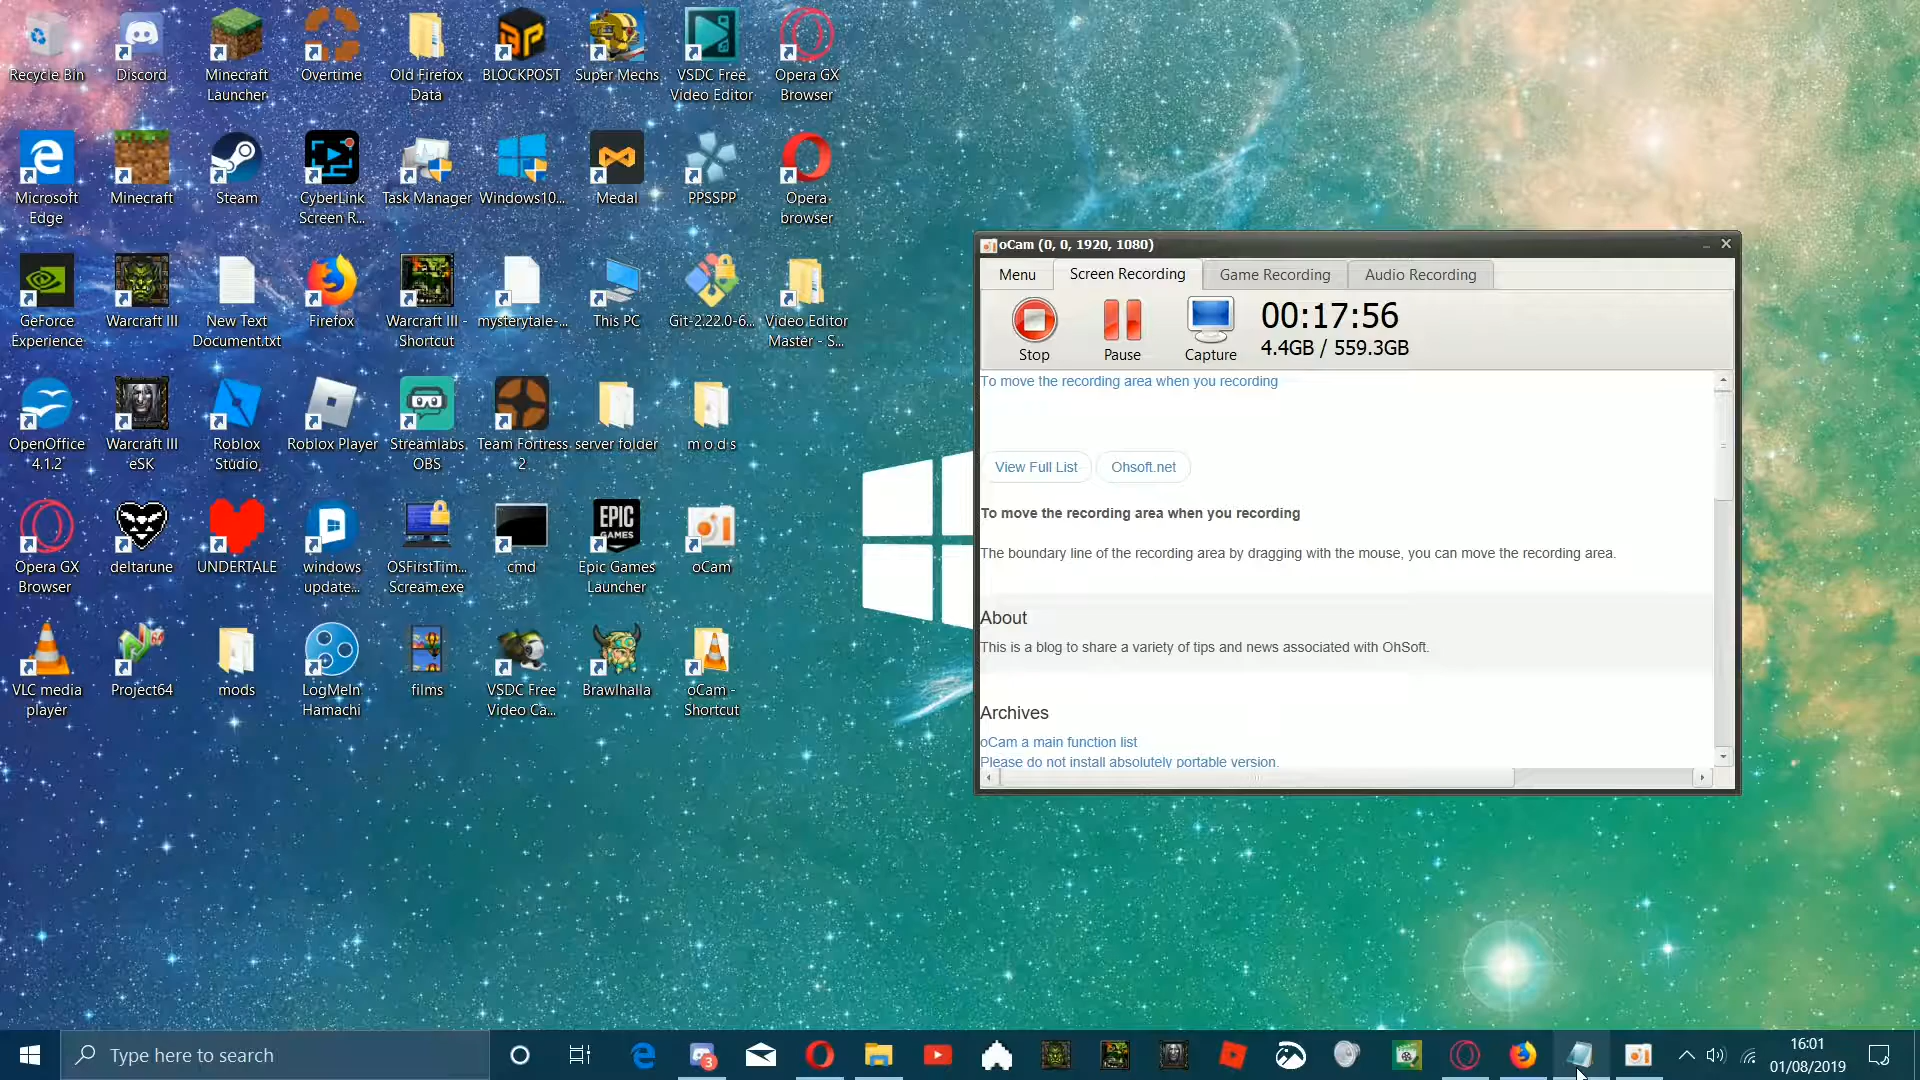 Recycle Bin
Discord
Minecraft
Launcher
Overtime
Old Firefox
Data
BLOCKPOST
Super Mechs
VSDC Free
Video Editor
Opera GX
Browser
Microsoft
Edge
Minecraft
Steam
CyberLink
Screen R...
Task Manager
Windows10...
Medal
PPSSPP
Opera
browser
GeForce
Experience
Warcraft III
New Text
Document.txt
Firefox
Warcraft III -
Shortcut
mysterytale-...
This PC
Git-2.22.0-6...
Video Editor
Master - S...
OpenOffice
4.1.2
Warcraft III
eSK
Roblox
Studio
Roblox Player
Streamlabs
OBS
Team Fortress
2
server folder
m o d s
Opera GX
Browser
deltarune
UNDERTALE
windows
update...
OSFirstTim...
Scream.exe
cmd
EPIC
GAMES
Epic Games
Launcher
oCam
VLC media
player
Project64
mods
LogMeIn
Hamachi
films
VSDC Free
Video Ca...
Brawlhalla
oCam -
Shortcut
oCam (0, 0, 1920, 1080)
Menu
Screen Recording
Game Recording
Audio Recording
Stop
Pause
Capture
00:17:56
4.4GB / 559.3GB
To move the recording area when you recording
View Full List
Ohsoft.net
To move the recording area when you recording
The boundary line of the recording area by dragging with the mouse, you can move the recording area.
About
This is a blog to share a variety of tips and news associated with OhSoft.
Archives
oCam a main function list
Please do not install absolutely portable version.
Type here to search
3
16:01
01/08/2019